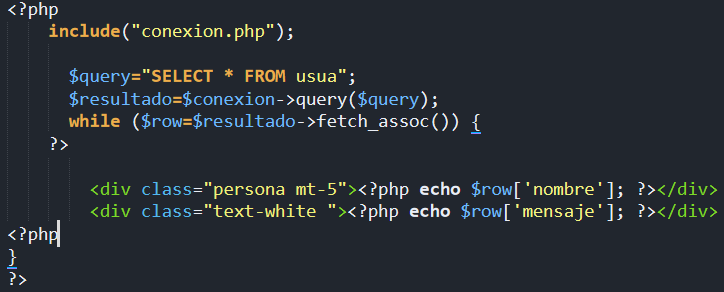 <?php
include("conexion.php");
$query="SELECT * FROM usua";
$resultado=$conexion->query($query);
while ($row=$resultado->fetch_assoc()) {
?>
<div class="persona mt-5"><?php echo $row['nombre']; ?></div>
<div class="text-white "><?php echo $row['mensaje']; ?></div>
<?php
}
?>